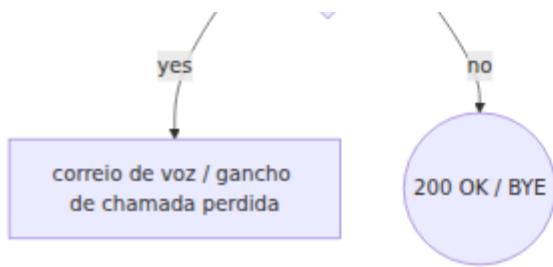 yes
no
correio de voz / gancho
de chamada perdida
200 OK / BYE